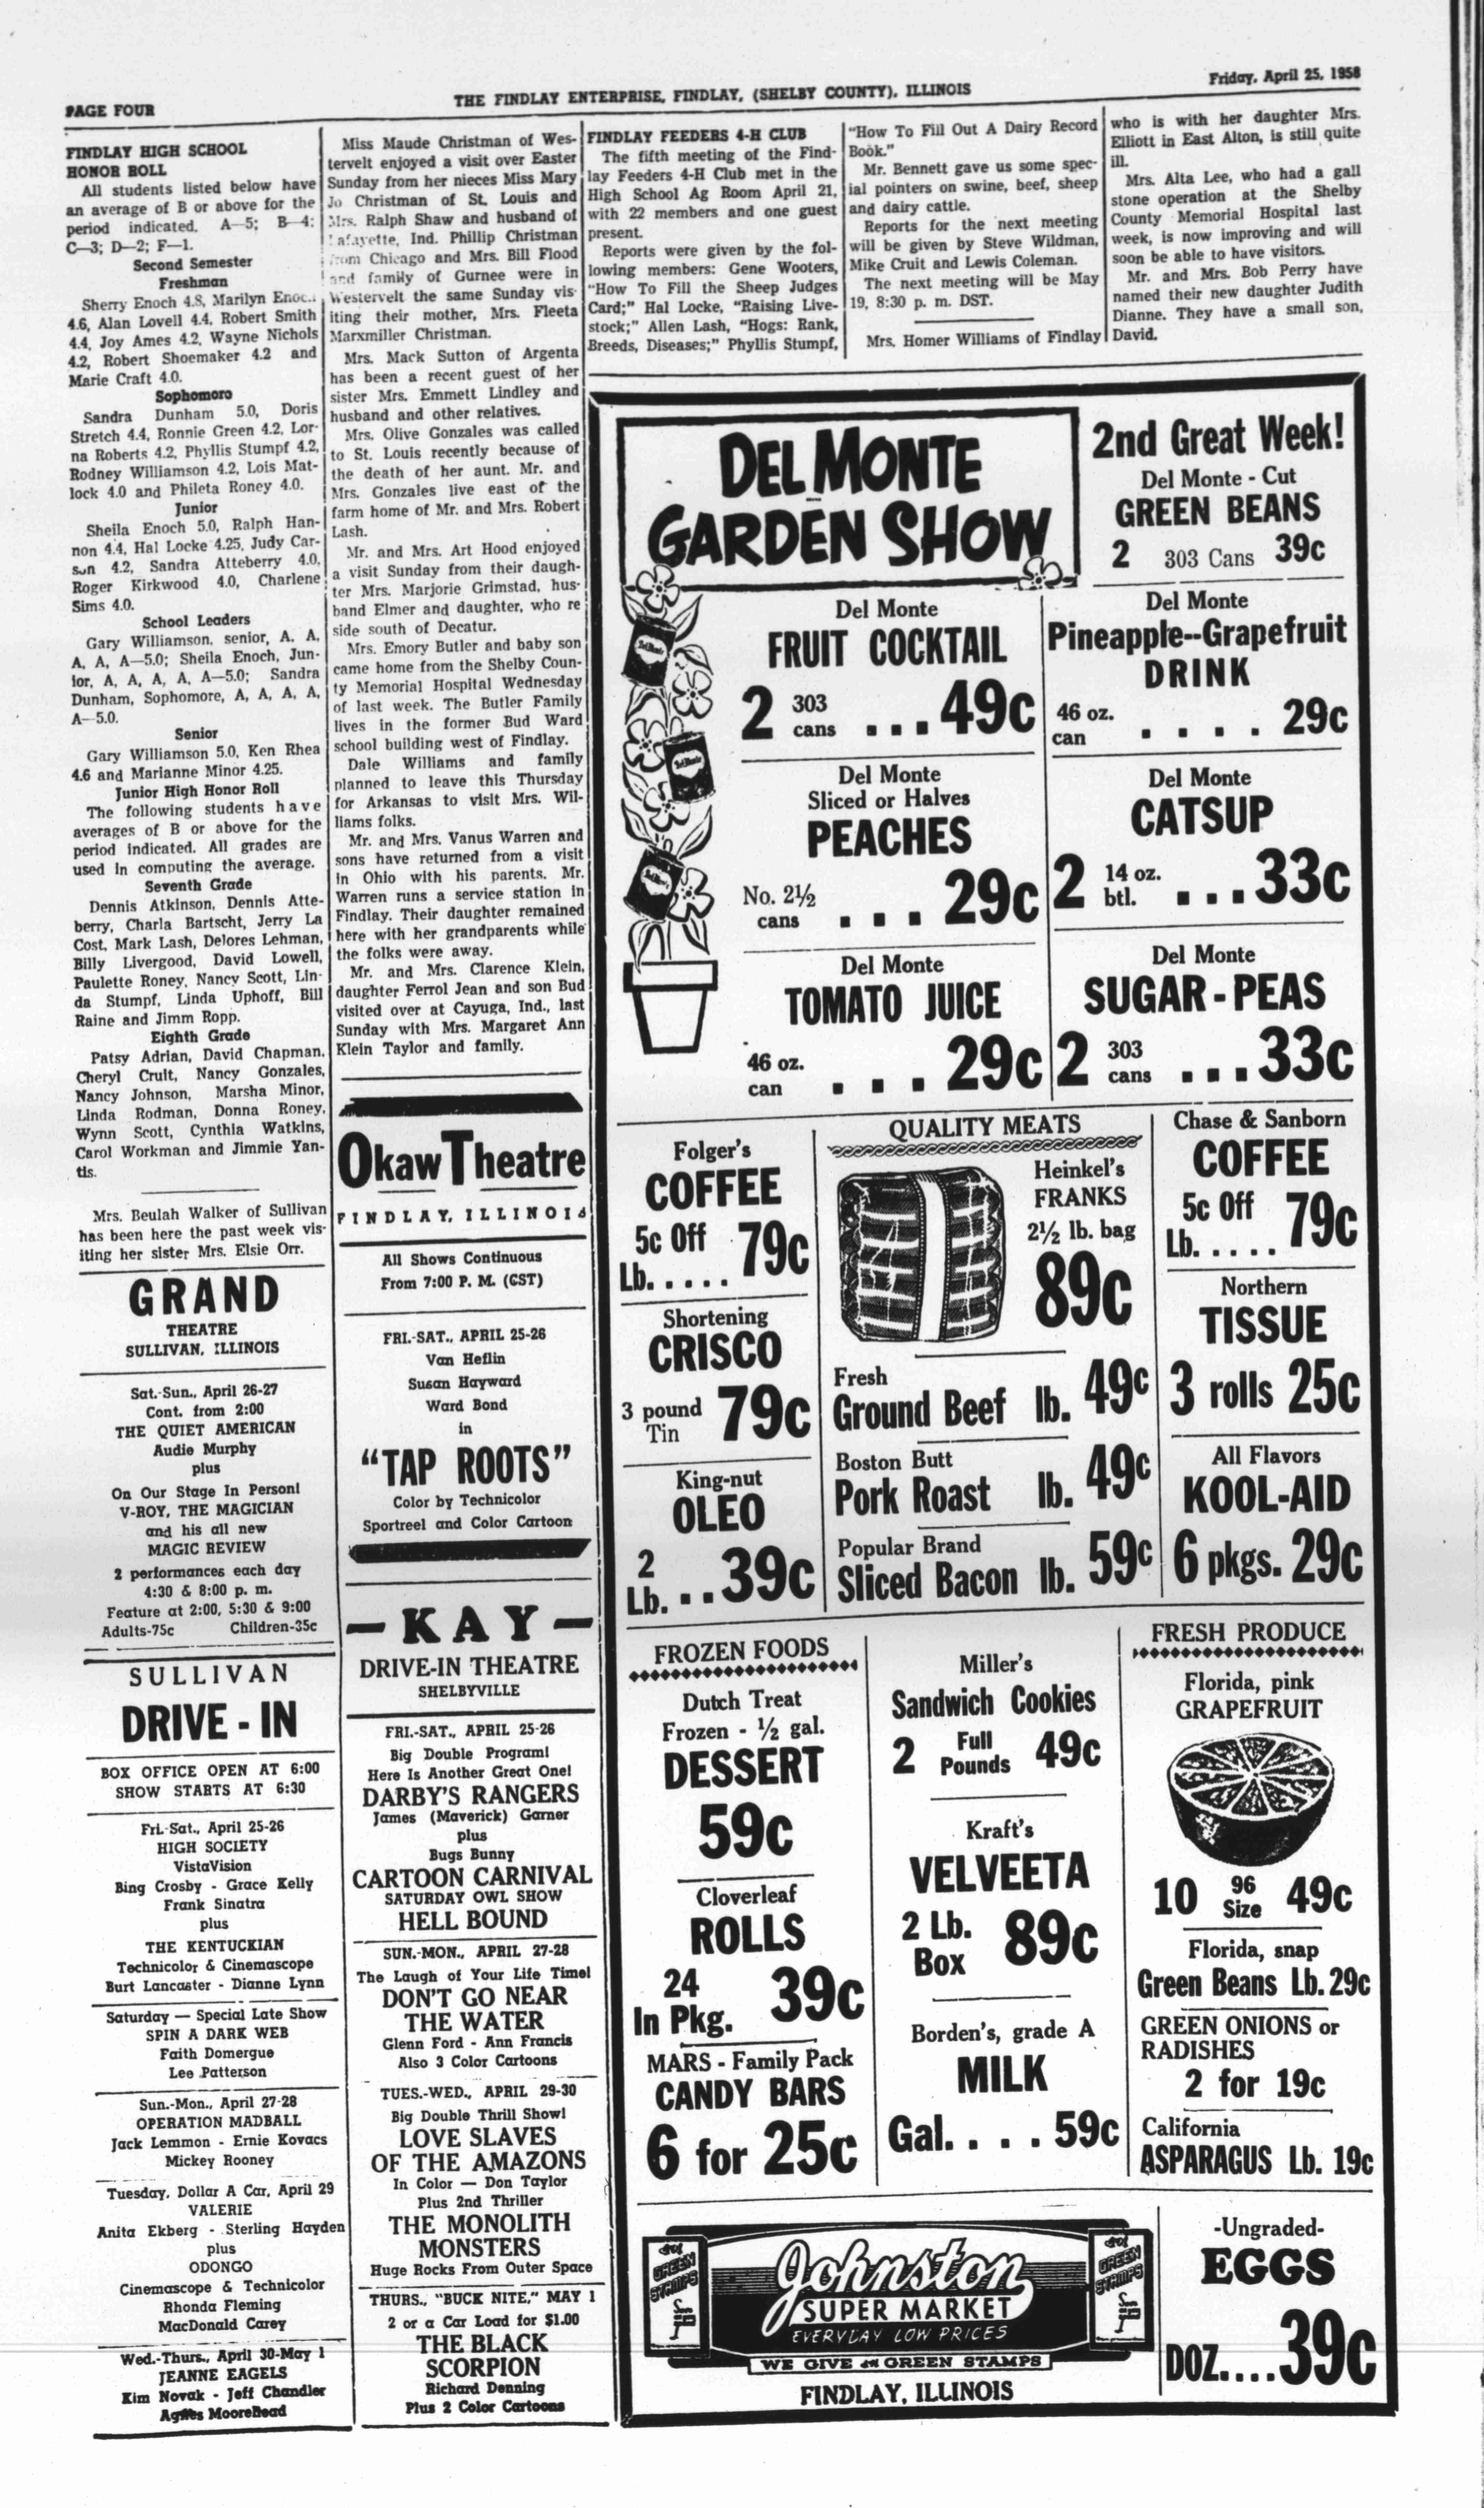 PAGE FOUR
THE FINDLAY ENTERPRISE, FINDLAY, (SHELBY COUNTY), ILLINOIS
Friday, April 25, 1958
FINDLAY HIGH SCHOOL
HONOR ROLL
All students listed below have
an average of B or above for the
period indicated. A—5; B—4;
C—3; D—2; F—1.
Second Semester
Freshman
Sherry Enoch 4.8, Marilyn Enoch
4.6, Alan Lovell 4.4, Robert Smith
4.4, Joy Ames 4.2, Wayne Nichols
4.2, Robert Shoemaker 4.2 and
Marie Craft 4.0.
Sophomore
Sandra Dunham 5.0, Doris
Stretch 4.4, Ronnie Green 4.2, Lor-
na Roberts 4.2, Phyllis Stumpf 4.2,
Rodney Williamson 4.2, Lois Mat-
lock 4.0 and Phileta Roney 4.0.
Junior
Sheila Enoch 5.0, Ralph Han-
non 4.4, Hal Locke 4.25, Judy Car-
son 4.2, Sandra Atteberry 4.0,
Roger Kirkwood 4.0, Charlene
Sims 4.0.
School Leaders
Gary Williamson, senior, A, A,
A, A, A—5.0; Sheila Enoch, Jun-
ior, A, A, A, A, A—5.0; Sandra
Dunham, Sophomore, A, A, A, A,
A—5.0.
Senior
Gary Williamson 5.0, Ken Rhea
4.6 and Marianne Minor 4.25.
Junior High Honor Roll
The following students have
averages of B or above for the
period indicated. All grades are
used in computing the average.
Seventh Grade
Dennis Atkinson, Dennis Atte-
berry, Charla Bartscht, Jerry La
Cost, Mark Lash, Delores Lehman,
Billy Livergood, David Lowell,
Paulette Roney, Nancy Scott, Lin-
da Stumpf, Linda Uphoff, Bill
Raine and Jimm Ropp.
Eighth Grade
Patsy Adrian, David Chapman,
Cheryl Cruit, Nancy Gonzales,
Nancy Johnson, Marsha Minor,
Linda Rodman, Donna Roney,
Wynn Scott, Cynthia Watkins,
Carol Workman and Jimmie Yan-
tis.
Mrs. Beulah Walker of Sullivan
has been here the past week vis-
iting her sister Mrs. Elsie Orr.
GRAND
THEATRE
SULLIVAN, ILLINOIS
Sat.-Sun., April 26-27
Cont. from 2:00
THE QUIET AMERICAN
Audie Murphy
plus
On Our Stage In Person!
V-ROY, THE MAGICIAN
and his all new
MAGIC REVIEW
2 performances each day
4:30 & 8:00 p. m.
Feature at 2:00, 5:30 & 9:00
Adults-75c Children-35c
SULLIVAN
DRIVE - IN
BOX OFFICE OPEN AT 6:00
SHOW STARTS AT 6:30
Fri.-Sat., April 25-26
HIGH SOCIETY
VistaVision
Bing Crosby - Grace Kelly
Frank Sinatra
plus
THE KENTUCKIAN
Technicolor & Cinemascope
Burt Lancaster - Dianne Lynn
Saturday — Special Late Show
SPIN A DARK WEB
Faith Domergue
Lee Patterson
Sun.-Mon., April 27-28
OPERATION MADBALL
Jack Lemmon - Ernie Kovacs
Mickey Rooney
Tuesday, Dollar A Car, April 29
VALERIE
Anita Ekberg - Sterling Hayden
plus
ODONGO
Cinemascope & Technicolor
Rhonda Fleming
MacDonald Carey
Wed.-Thurs., April 30-May 1
JEANNE EAGELS
Kim Novak - Jeff Chandler
Agnes Moorehead
Miss Maude Christman of Wes-
tervelt enjoyed a visit over Easter
Sunday from her nieces Miss Mary
Jo Christman of St. Louis and
Mrs. Ralph Shaw and husband of
Lafayette, Ind. Phillip Christman
from Chicago and Mrs. Bill Flood
and family of Gurnee were in
Westervelt the same Sunday vis-
iting their mother, Mrs. Fleeta
Marxmiller Christman.
Mrs. Mack Sutton of Argenta
has been a recent guest of her
sister Mrs. Emmett Lindley and
husband and other relatives.
Mrs. Olive Gonzales was called
to St. Louis recently because of
the death of her aunt. Mr. and
Mrs. Gonzales live east of the
farm home of Mr. and Mrs. Robert
Lash.
Mr. and Mrs. Art Hood enjoyed
a visit Sunday from their daugh-
ter Mrs. Marjorie Grimstad, hus-
band Elmer and daughter, who re
side south of Decatur.
Mrs. Emory Butler and baby son
came home from the Shelby Coun-
ty Memorial Hospital Wednesday
of last week. The Butler Family
lives in the former Bud Ward
school building west of Findlay.
Dale Williams and family
planned to leave this Thursday
for Arkansas to visit Mrs. Wil-
liams folks.
Mr. and Mrs. Vanus Warren and
sons have returned from a visit
in Ohio with his parents. Mr.
Warren runs a service station in
Findlay. Their daughter remained
here with her grandparents while
the folks were away.
Mr. and Mrs. Clarence Klein,
daughter Ferrol Jean and son Bud
visited over at Cayuga, Ind., last
Sunday with Mrs. Margaret Ann
Klein Taylor and family.
Okaw Theatre
FINDLAY, ILLINOIS
All Shows Continuous
From 7:00 P. M. (CST)
FRI.-SAT., APRIL 25-26
Van Heflin
Susan Hayward
Ward Bond
in
"TAP ROOTS"
Color by Technicolor
Sportreel and Color Cartoon
—KAY—
DRIVE-IN THEATRE
SHELBYVILLE
FRI.-SAT., APRIL 25-26
Big Double Program!
Here Is Another Great One!
DARBY'S RANGERS
James (Maverick) Garner
plus
Bugs Bunny
CARTOON CARNIVAL
SATURDAY OWL SHOW
HELL BOUND
SUN.-MON., APRIL 27-28
The Laugh of Your Life Time!
DON'T GO NEAR
THE WATER
Glenn Ford - Ann Francis
Also 3 Color Cartoons
TUES.-WED., APRIL 29-30
Big Double Thrill Show!
LOVE SLAVES
OF THE AMAZONS
In Color — Don Taylor
Plus 2nd Thriller
THE MONOLITH
MONSTERS
Huge Rocks From Outer Space
THURS., "BUCK NITE," MAY 1
2 or a Car Load for $1.00
THE BLACK
SCORPION
Richard Denning
Plus 2 Color Cartoons
FINDLAY FEEDERS 4-H CLUB
The fifth meeting of the Find-
lay Feeders 4-H Club met in the
High School Ag Room April 21,
with 22 members and one guest
present.
Reports were given by the fol-
lowing members: Gene Wooters,
"How To Fill the Sheep Judges
Card;" Hal Locke, "Raising Live-
stock;" Allen Lash, "Hogs: Rank,
Breeds, Diseases;" Phyllis Stumpf,
"How To Fill Out A Dairy Record
Book."
Mr. Bennett gave us some spec-
ial pointers on swine, beef, sheep
and dairy cattle.
Reports for the next meeting
will be given by Steve Wildman,
Mike Cruit and Lewis Coleman.
The next meeting will be May
19, 8:30 p. m. DST.
Mrs. Homer Williams of Findlay
who is with her daughter Mrs.
Elliott in East Alton, is still quite
ill.
Mrs. Alta Lee, who had a gall
stone operation at the Shelby
County Memorial Hospital last
week, is now improving and will
soon be able to have visitors.
Mr. and Mrs. Bob Perry have
named their new daughter Judith
Dianne. They have a small son,
David.
DEL MONTE
GARDEN SHOW
2nd Great Week!
Del Monte - Cut
GREEN BEANS
2 303 Cans 39c
Del Monte
FRUIT COCKTAIL
2 303 cans ... 49c
Del Monte
Pineapple--Grapefruit
DRINK
46 oz. can . . . . 29c
Del Monte
Sliced or Halves
PEACHES
No. 2½ cans . . . 29c
Del Monte
CATSUP
2 14 oz. btl. ... 33c
Del Monte
TOMATO JUICE
46 oz. can . . . 29c
Del Monte
SUGAR - PEAS
2 303 cans ... 33c
Folger's
COFFEE
5c Off
Lb. .... 79c
Shortening
CRISCO
3 pound Tin 79c
King-nut
OLEO
2 Lb. .. 39c
QUALITY MEATS
Heinkel's
FRANKS
2½ lb. bag
89c
Fresh
Ground Beef lb. 49c
Boston Butt
Pork Roast lb. 49c
Popular Brand
Sliced Bacon lb. 59c
Chase & Sanborn
COFFEE
5c Off
Lb. .... 79c
Northern
TISSUE
3 rolls 25c
All Flavors
KOOL-AID
6 pkgs. 29c
FROZEN FOODS
Dutch Treat
Frozen - ½ gal.
DESSERT
59c
Cloverleaf
ROLLS
24 In Pkg. 39c
MARS - Family Pack
CANDY BARS
6 for 25c
Miller's
Sandwich Cookies
2 Full Pounds 49c
Kraft's
VELVEETA
2 Lb. Box 89c
Borden's, grade A
MILK
Gal. . . . 59c
FRESH PRODUCE
Florida, pink
GRAPEFRUIT
10 96 Size 49c
Florida, snap
Green Beans Lb. 29c
GREEN ONIONS or
RADISHES
2 for 19c
California
ASPARAGUS Lb. 19c
GREEN STAMPS
Johnston
SUPER MARKET
EVERYDAY LOW PRICES
WE GIVE S&H GREEN STAMPS
GREEN STAMPS
FINDLAY, ILLINOIS
-Ungraded-
EGGS
DOZ.... 39c